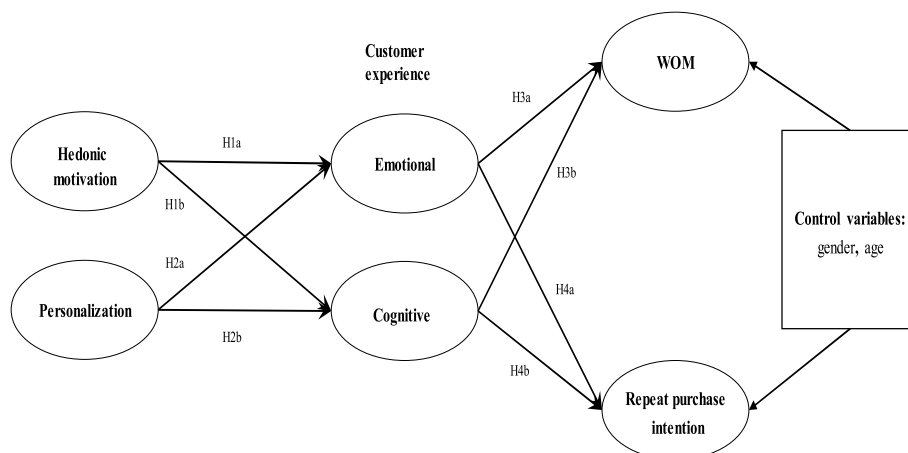 Customer
experience
WOM
H3a
Hedonic
motivation
H1a
Emotional
H3b
H1b
Control variables:
gender, age
H2a
Personalization
Cognitive
H4a
H2b
H4b
Repeat purchase
intention